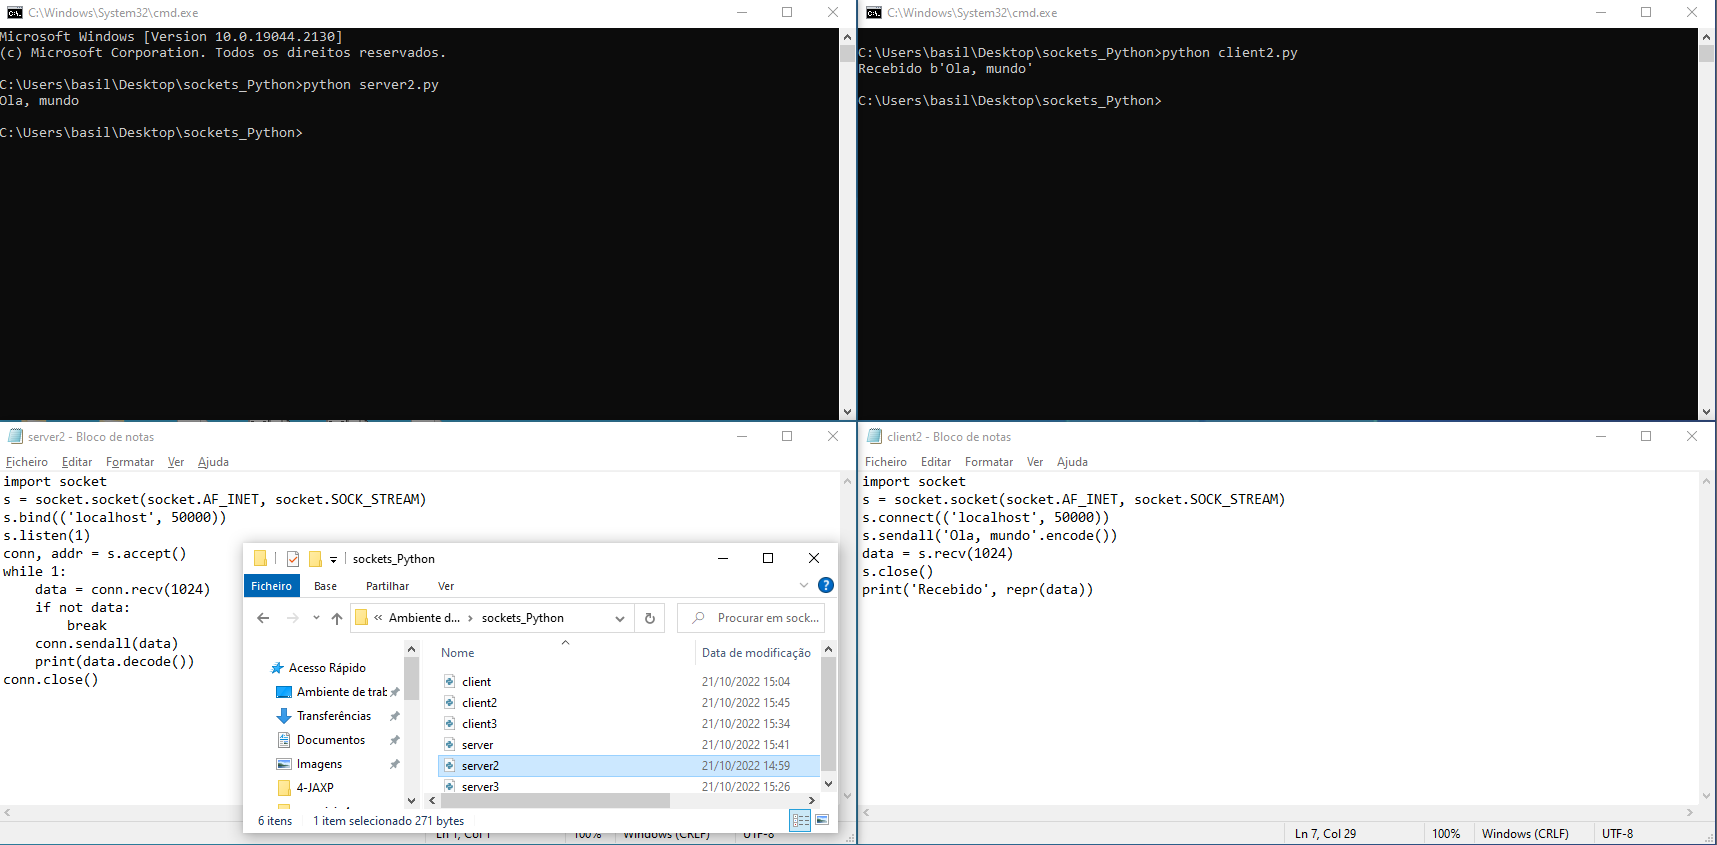 C:\Windows\System32\cmd.exe
Microsoft Windows [Version 10.0.19044.2130]
(c) Microsoft Corporation. Todos os direitos reservados.
C:\Users\basil\Desktop\sockets_Python>python server2.py
Ola, mundo
C:\Users\basil\Desktop\sockets_Python>
C:\Windows\System32\cmd.exe
C:\Users\basil\Desktop\sockets_Python>python client2.py
Recebido b'Ola, mundo'
C:\Users\basil\Desktop\sockets_Python>
server2 - Bloco de notas
Ficheiro Editar Formatar Ver Ajuda
import socket
s = socket.socket(socket.AF_INET, socket.SOCK_STREAM)
s.bind(('localhost', 50000))
s.listen(1)
conn, addr = s.accept()
while 1:
    data = conn.recv(1024)
    if not data:
        break
    conn.sendall(data)
    print(data.decode())
conn.close()
Ln 1, Col 1 100% Windows (CRLF) UTF-8
sockets_Python
Ficheiro Base Partilhar Ver
« Ambiente d... > sockets_Python
Procurar em sock...
Acesso Rápido
Ambiente de trab
Transferências
Documentos
Imagens
4-JAXP
Nome Data de modificação
client 21/10/2022 15:04
client2 21/10/2022 15:45
client3 21/10/2022 15:34
server 21/10/2022 15:41
server2 21/10/2022 14:59
server3 21/10/2022 15:26
6 itens 1 item selecionado 271 bytes
client2 - Bloco de notas
Ficheiro Editar Formatar Ver Ajuda
import socket
s = socket.socket(socket.AF_INET, socket.SOCK_STREAM)
s.connect(('localhost', 50000))
s.sendall('Ola, mundo'.encode())
data = s.recv(1024)
s.close()
print('Recebido', repr(data))
Ln 7, Col 29 100% Windows (CRLF) UTF-8